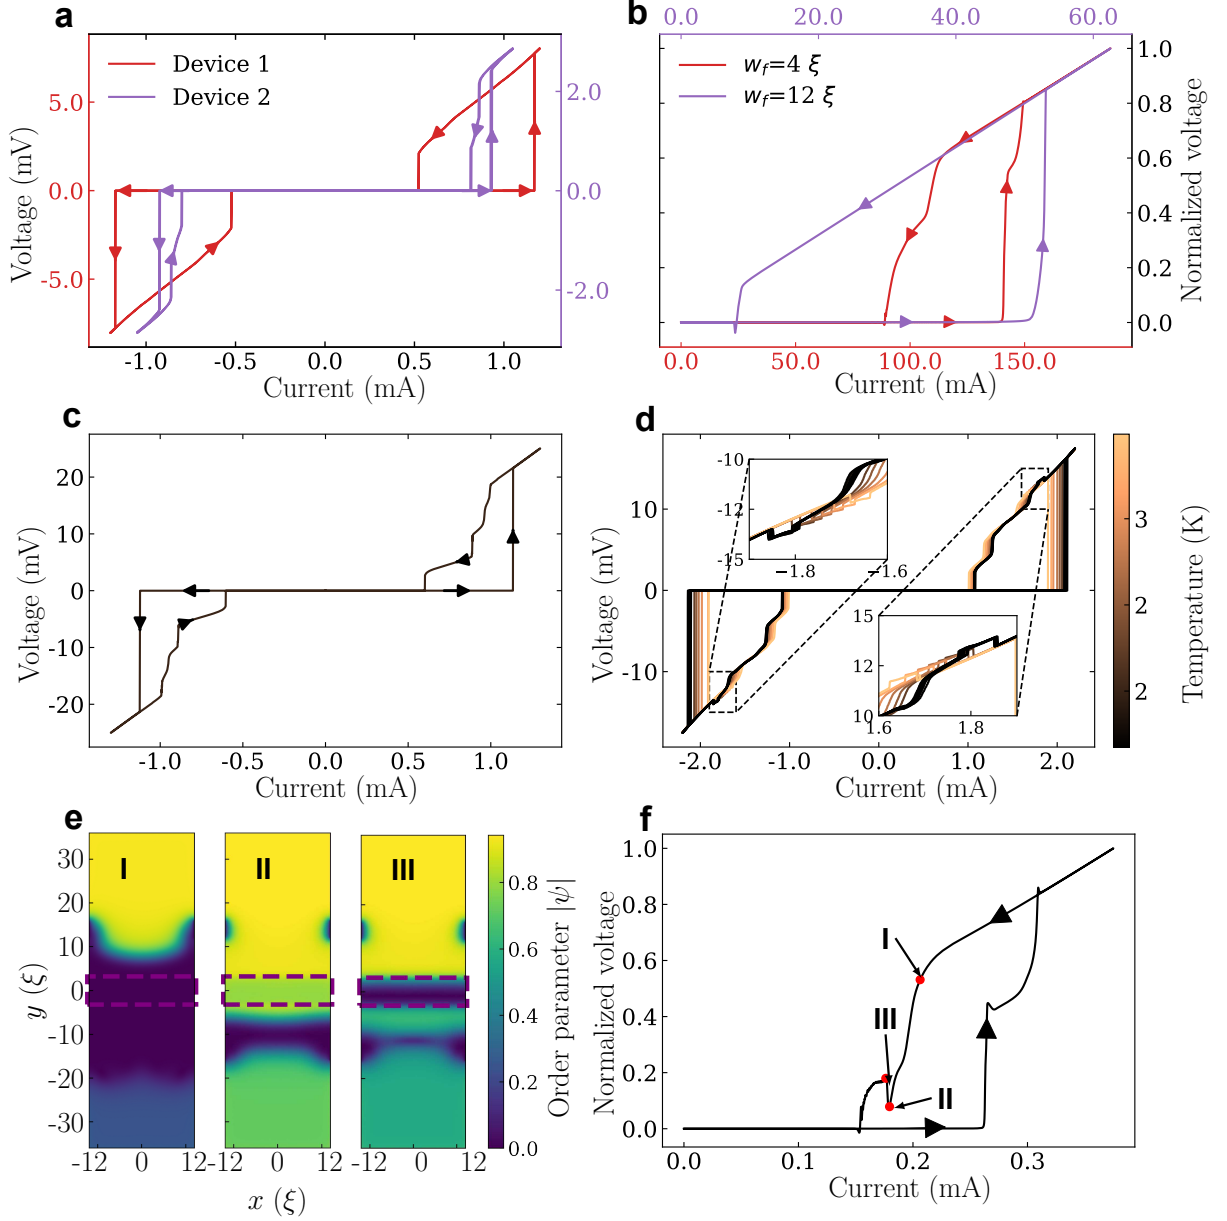 a
Device 1
Device 2
5.0
0.0
-5.0
2.0
0.0
-2.0
Voltage (mV)
-1.0
-0.5
0.0
0.5
1.0
Current (mA)
b
0.0
20.0
40.0
60.0
w_f=4 ξ
w_f=12 ξ
1.0
0.8
0.6
0.4
0.2
0.0
Normalized voltage
0.0
50.0
100.0
150.0
Current (mA)
c
20
10
0
-10
-20
Voltage (mV)
-1.0
-0.5
0.0
0.5
1.0
Current (mA)
d
10
0
-10
Voltage (mV)
-10
-12
-15
−1.8
−1.6
15
12
10
1.6
1.8
-2.0
-1.0
0.0
1.0
2.0
Current (mA)
3
2
2
Temperature (K)
e
I
II
III
30
20
10
0
-10
-20
-30
y (ξ)
-12
0
12
-12
0
12
-12
0
12
x (ξ)
0.8
0.6
0.4
0.2
0.0
Order parameter |ψ|
f
1.0
0.8
0.6
0.4
0.2
0.0
Normalized voltage
I
III
II
0.0
0.1
0.2
0.3
Current (mA)